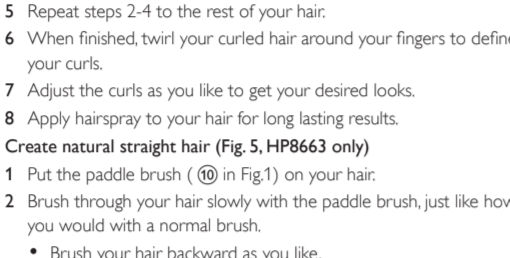 5 Repeat steps 2-4 to the rest of your hair.
6 When finished, twirl your curled hair around your fingers to define
your curls.
7 Adjust the curls as you like to get your desired looks.
8 Apply hairspray to your hair for long lasting results.
Create natural straight hair (Fig. 5, HP8663 only)
1 Put the paddle brush ( ⑩ in Fig.1) on your hair.
2 Brush through your hair slowly with the paddle brush, just like how
you would with a normal brush.
• Brush your hair backward as you like.